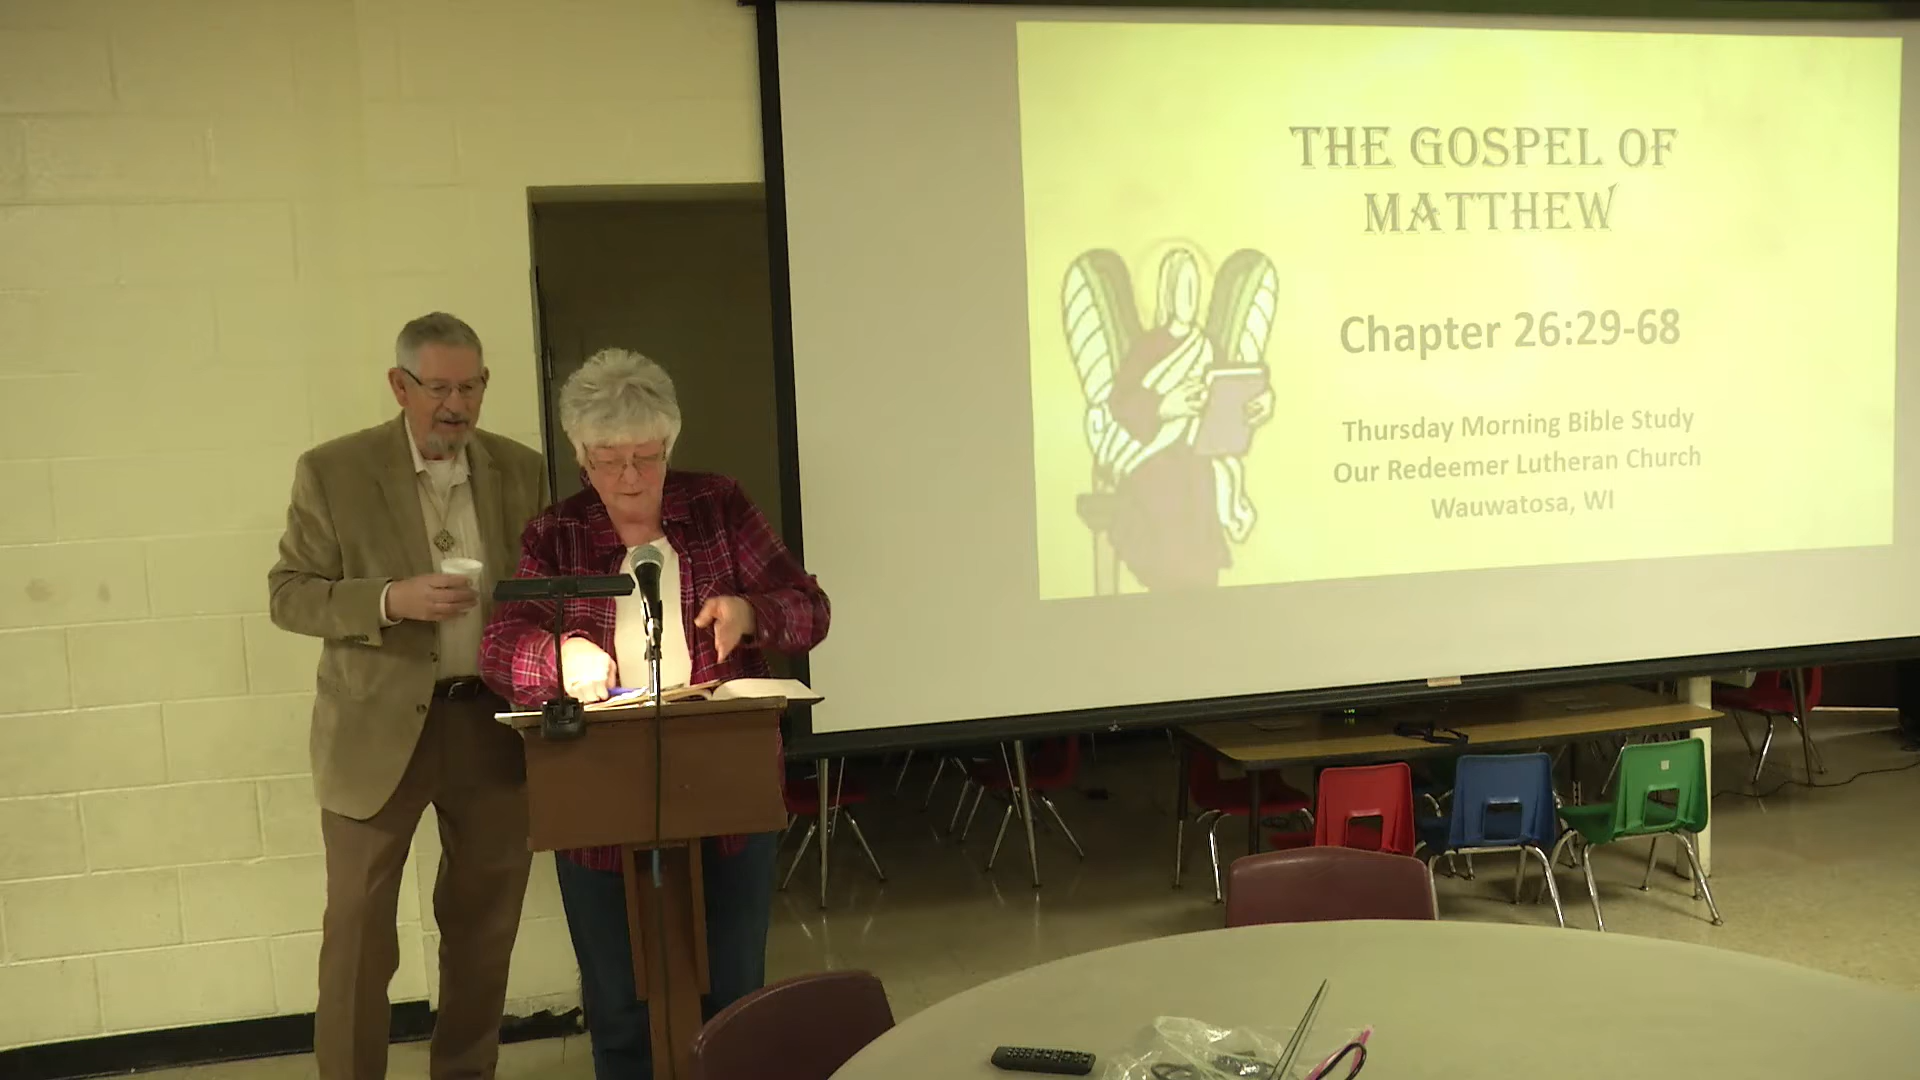 THE GOSPEL OF
MATTHEW
Chapter 26:29-68
Thursday Morning Bible Study
Our Redeemer Lutheran Church
Wauwatosa, WI